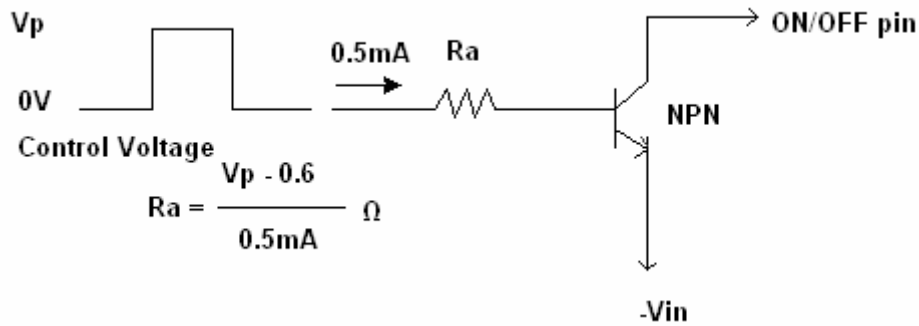 Vp
ON/OFF pin
0.5mA Ra
0V
NPN
Control Voltage
Vp - 0.6
Ra = Ω
0.5mA
-Vin